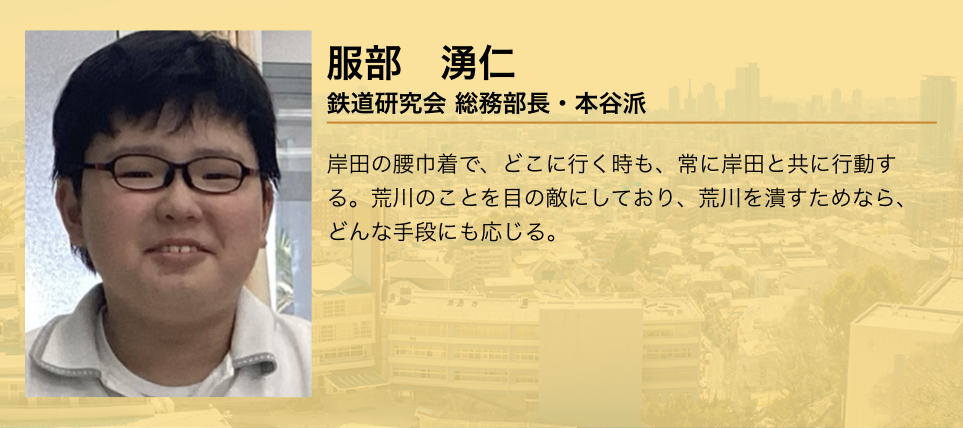 服部　湧仁
鉄道研究会 総務部長・本谷派
岸田の腰巾着で、どこに行く時も、常に岸田と共に行動す
る。荒川のことを目の敵にしており、荒川を潰すためなら、
どんな手段にも応じる。